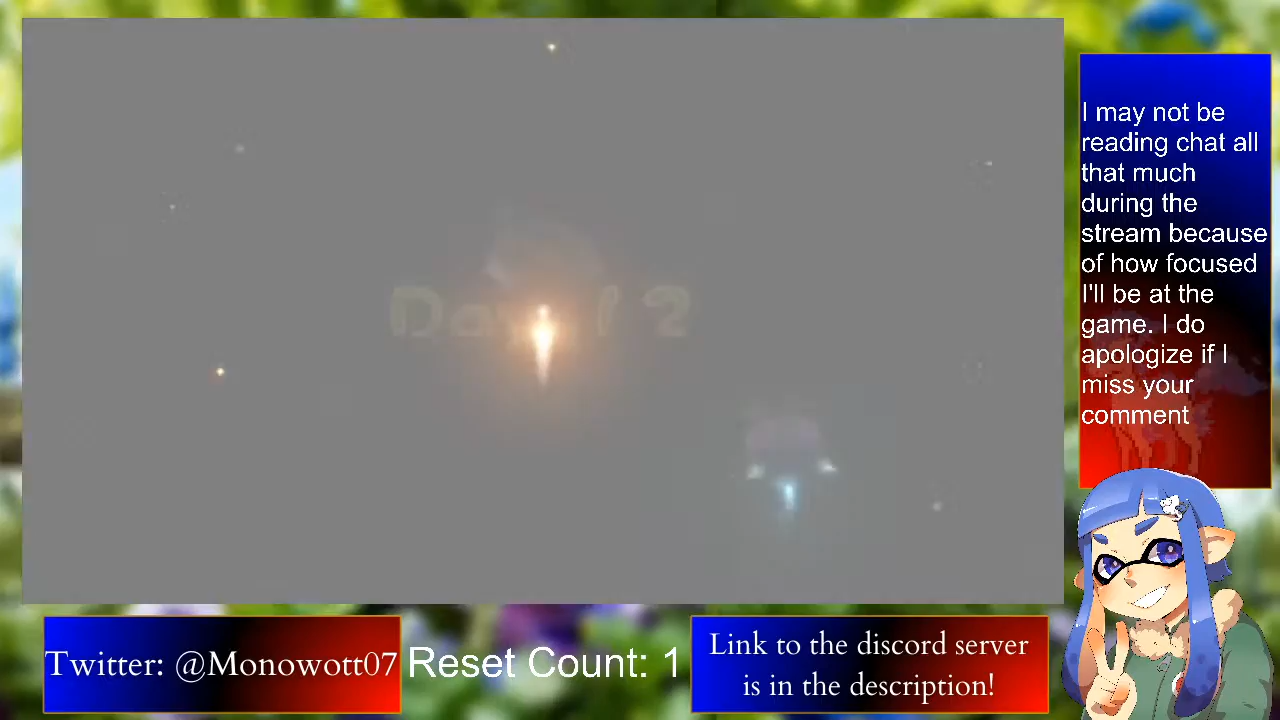 I may not be
reading chat all
that much
during the
stream because
of how focused
I'll be at the
game. I do
apologize if I
miss your
comment
Twitter: @Monowott07
Reset Count: 1
Link to the discord server
is in the description!